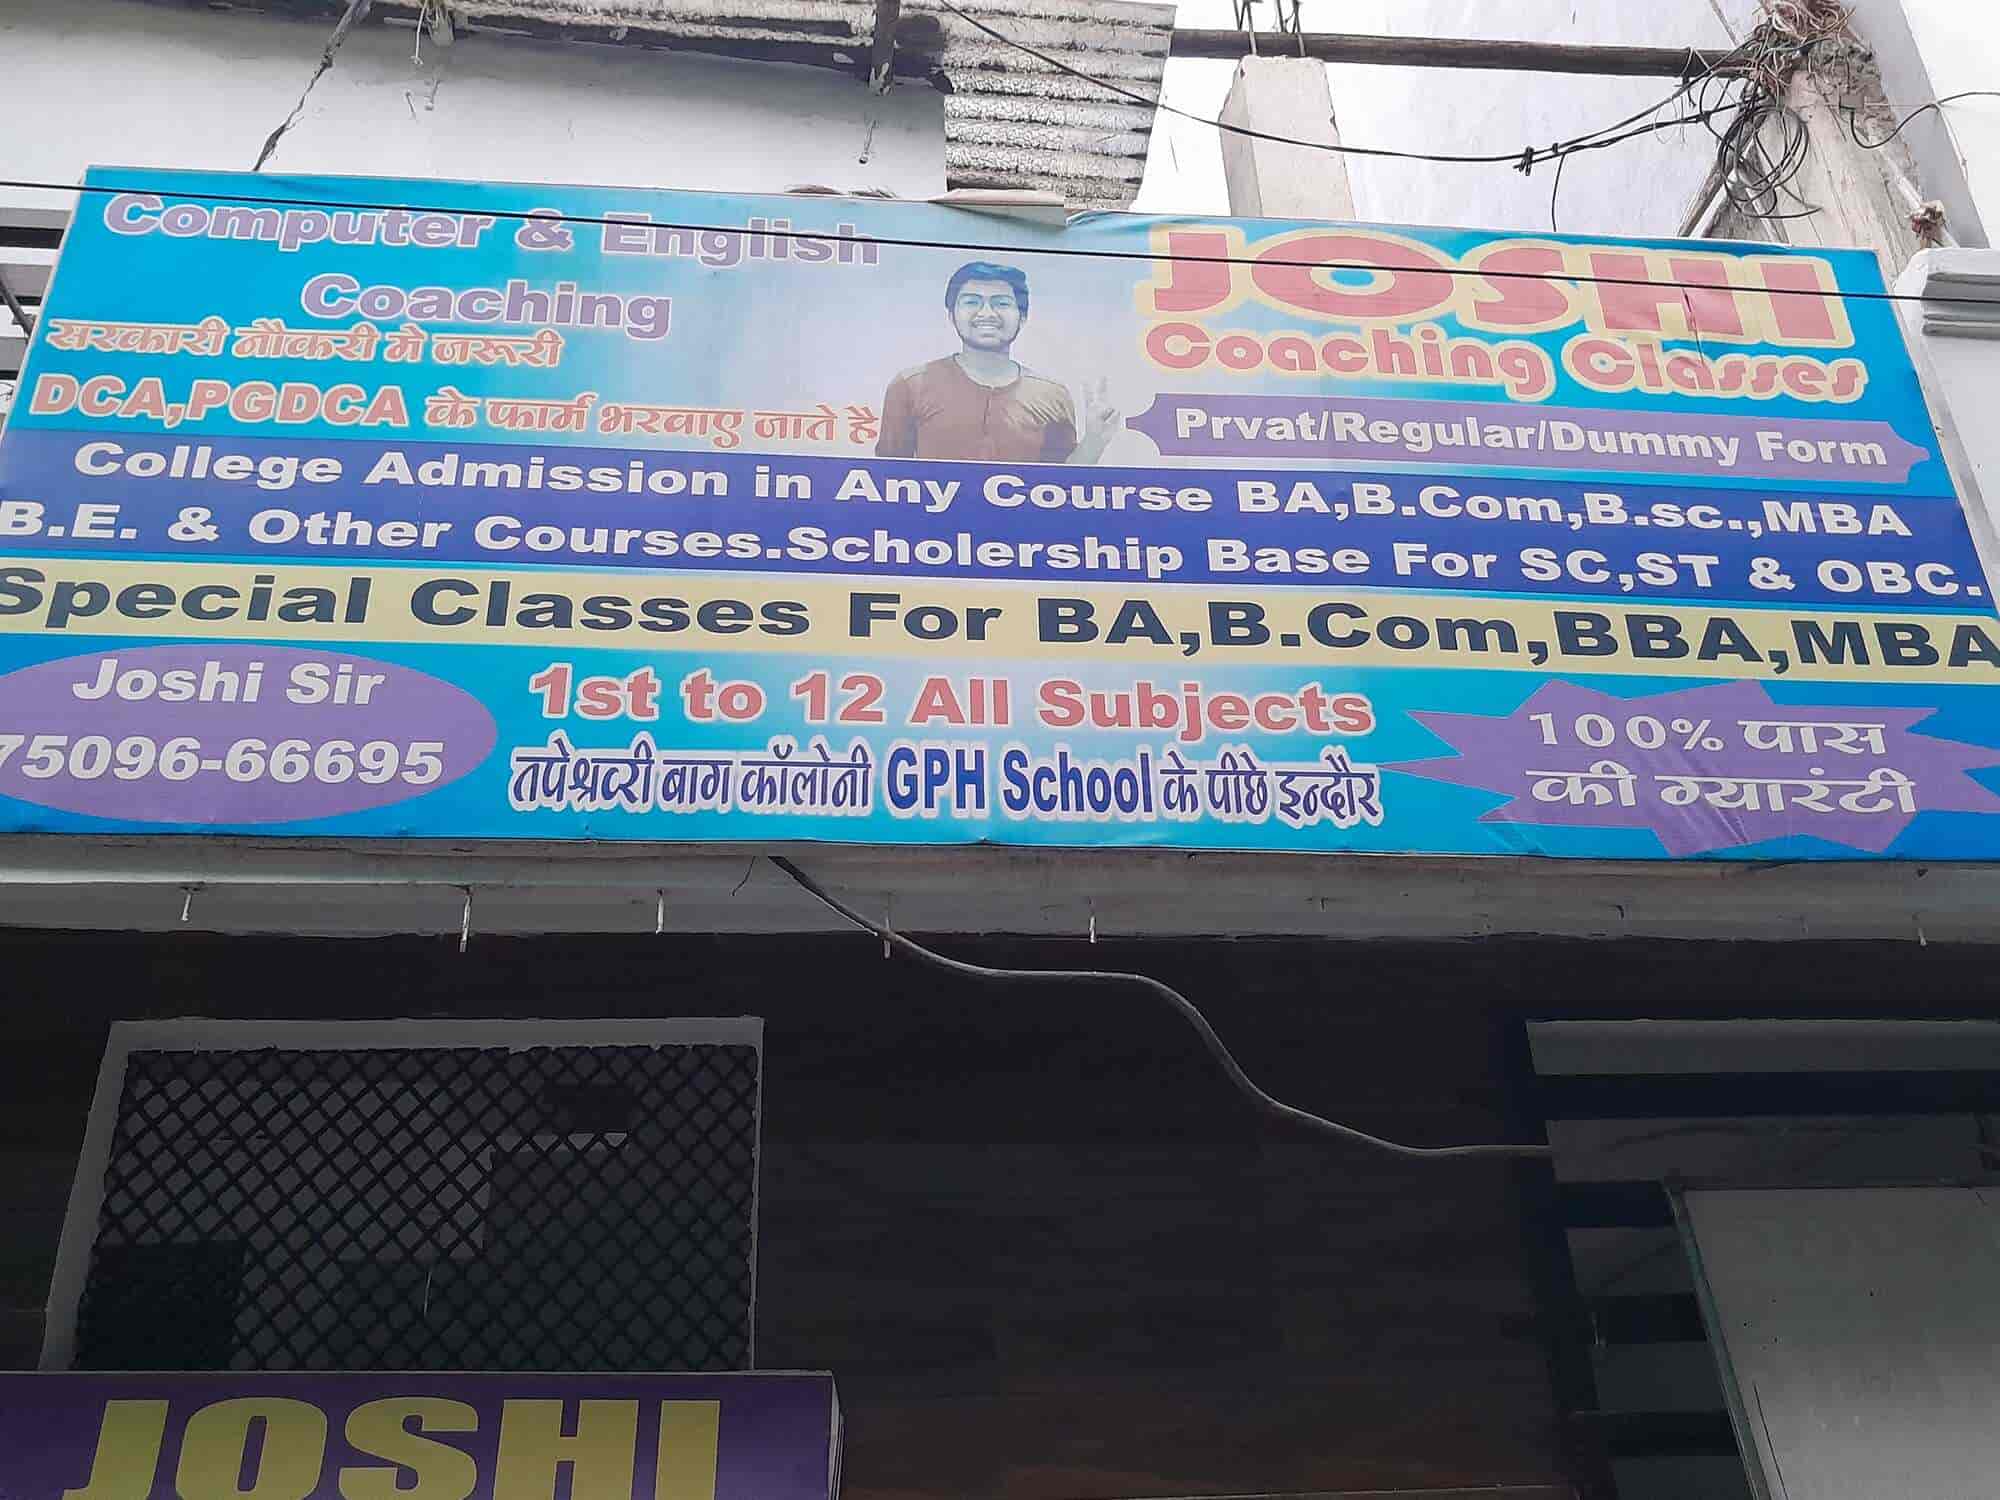 Computer & English
Coaching
सरकारी नौकरी मे जरूरी
DCA,PGDCA के फार्म भरवाए जाते है
JOSHI
Coaching Classes
Prvat/Regular/Dummy Form
College Admission in Any Course BA,B.Com,B.sc.,MBA
B.E. & Other Courses.Scholership Base For SC,ST & OBC.
Special Classes For BA,B.Com,BBA,MBA
Joshi Sir
75096-66695
1st to 12 All Subjects
तपेश्वरी बाग कॉलोनी GPH School के पीछे इन्दौर
100% पास
की ग्यारंटी
JOSHI